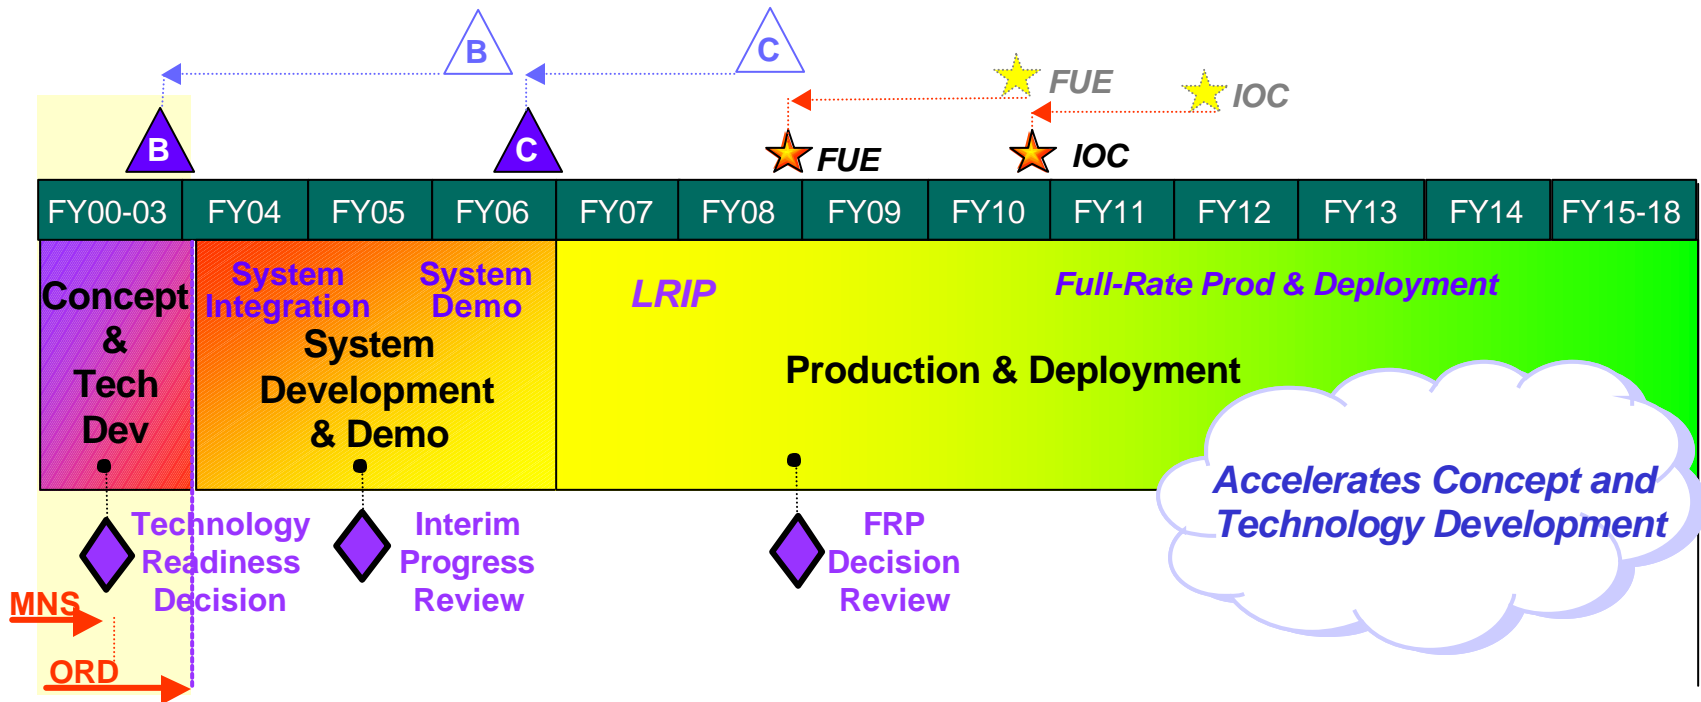 B
C
FUE
IOC
B
C
FUE
IOC
FY00-03
FY04
FY05
FY06
FY07
FY08
FY09
FY10
FY11
FY12
FY13
FY14
FY15-18
Concept
&
Tech
Dev
System
Integration
System
Demo
System
Development
& Demo
LRIP
Full-Rate Prod & Deployment
Production & Deployment
Accelerates Concept and
Technology Development
Technology
Readiness
Decision
Interim
Progress
Review
FRP
Decision
Review
MNS
ORD